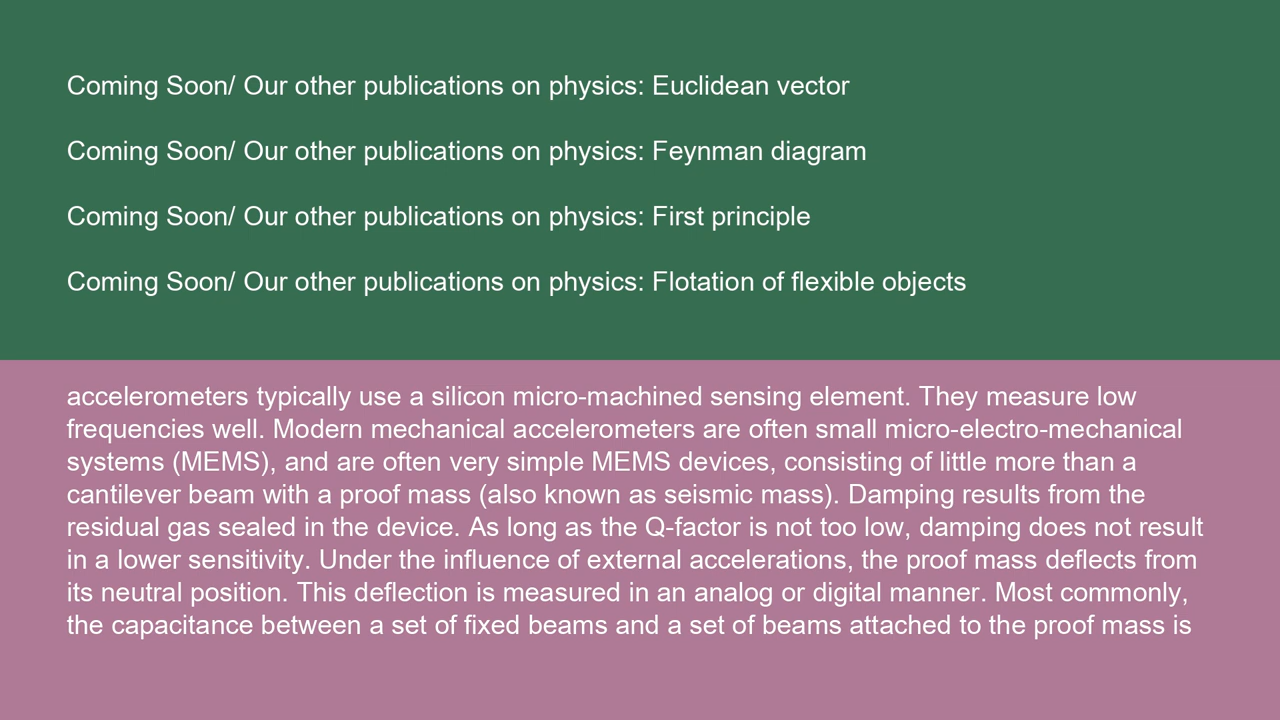 Coming Soon/ Our other publications on physics: Euclidean vector
Coming Soon/ Our other publications on physics: Feynman diagram
Coming Soon/ Our other publications on physics: First principle
Coming Soon/ Our other publications on physics: Flotation of flexible objects
accelerometers typically use a silicon micro-machined sensing element. They measure low
frequencies well. Modern mechanical accelerometers are often small micro-electro-mechanical
systems (MEMS), and are often very simple MEMS devices, consisting of little more than a
cantilever beam with a proof mass (also known as seismic mass). Damping results from the
residual gas sealed in the device. As long as the Q-factor is not too low, damping does not result
in a lower sensitivity. Under the influence of external accelerations, the proof mass deflects from
its neutral position. This deflection is measured in an analog or digital manner. Most commonly,
the capacitance between a set of fixed beams and a set of beams attached to the proof mass is